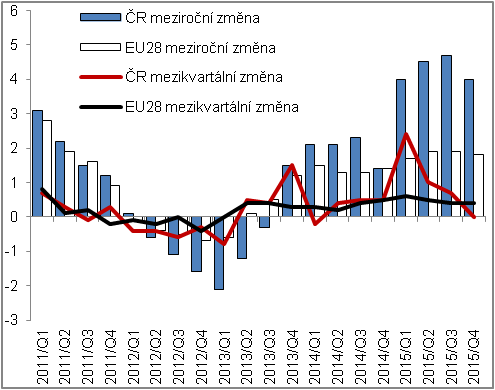 6
5
4
3
2
1
0
-1
-2
-3
ČR meziroční změna
EU28 meziroční změna
ČR mezikvartální změna
EU28 mezikvartální změna
2011/Q1
2011/Q2
2011/Q3
2011/Q4
2012/Q1
2012/Q2
2012/Q3
2012/Q4
2013/Q1
2013/Q2
2013/Q3
2013/Q4
2014/Q1
2014/Q2
2014/Q3
2014/Q4
2015/Q1
2015/Q2
2015/Q3
2015/Q4